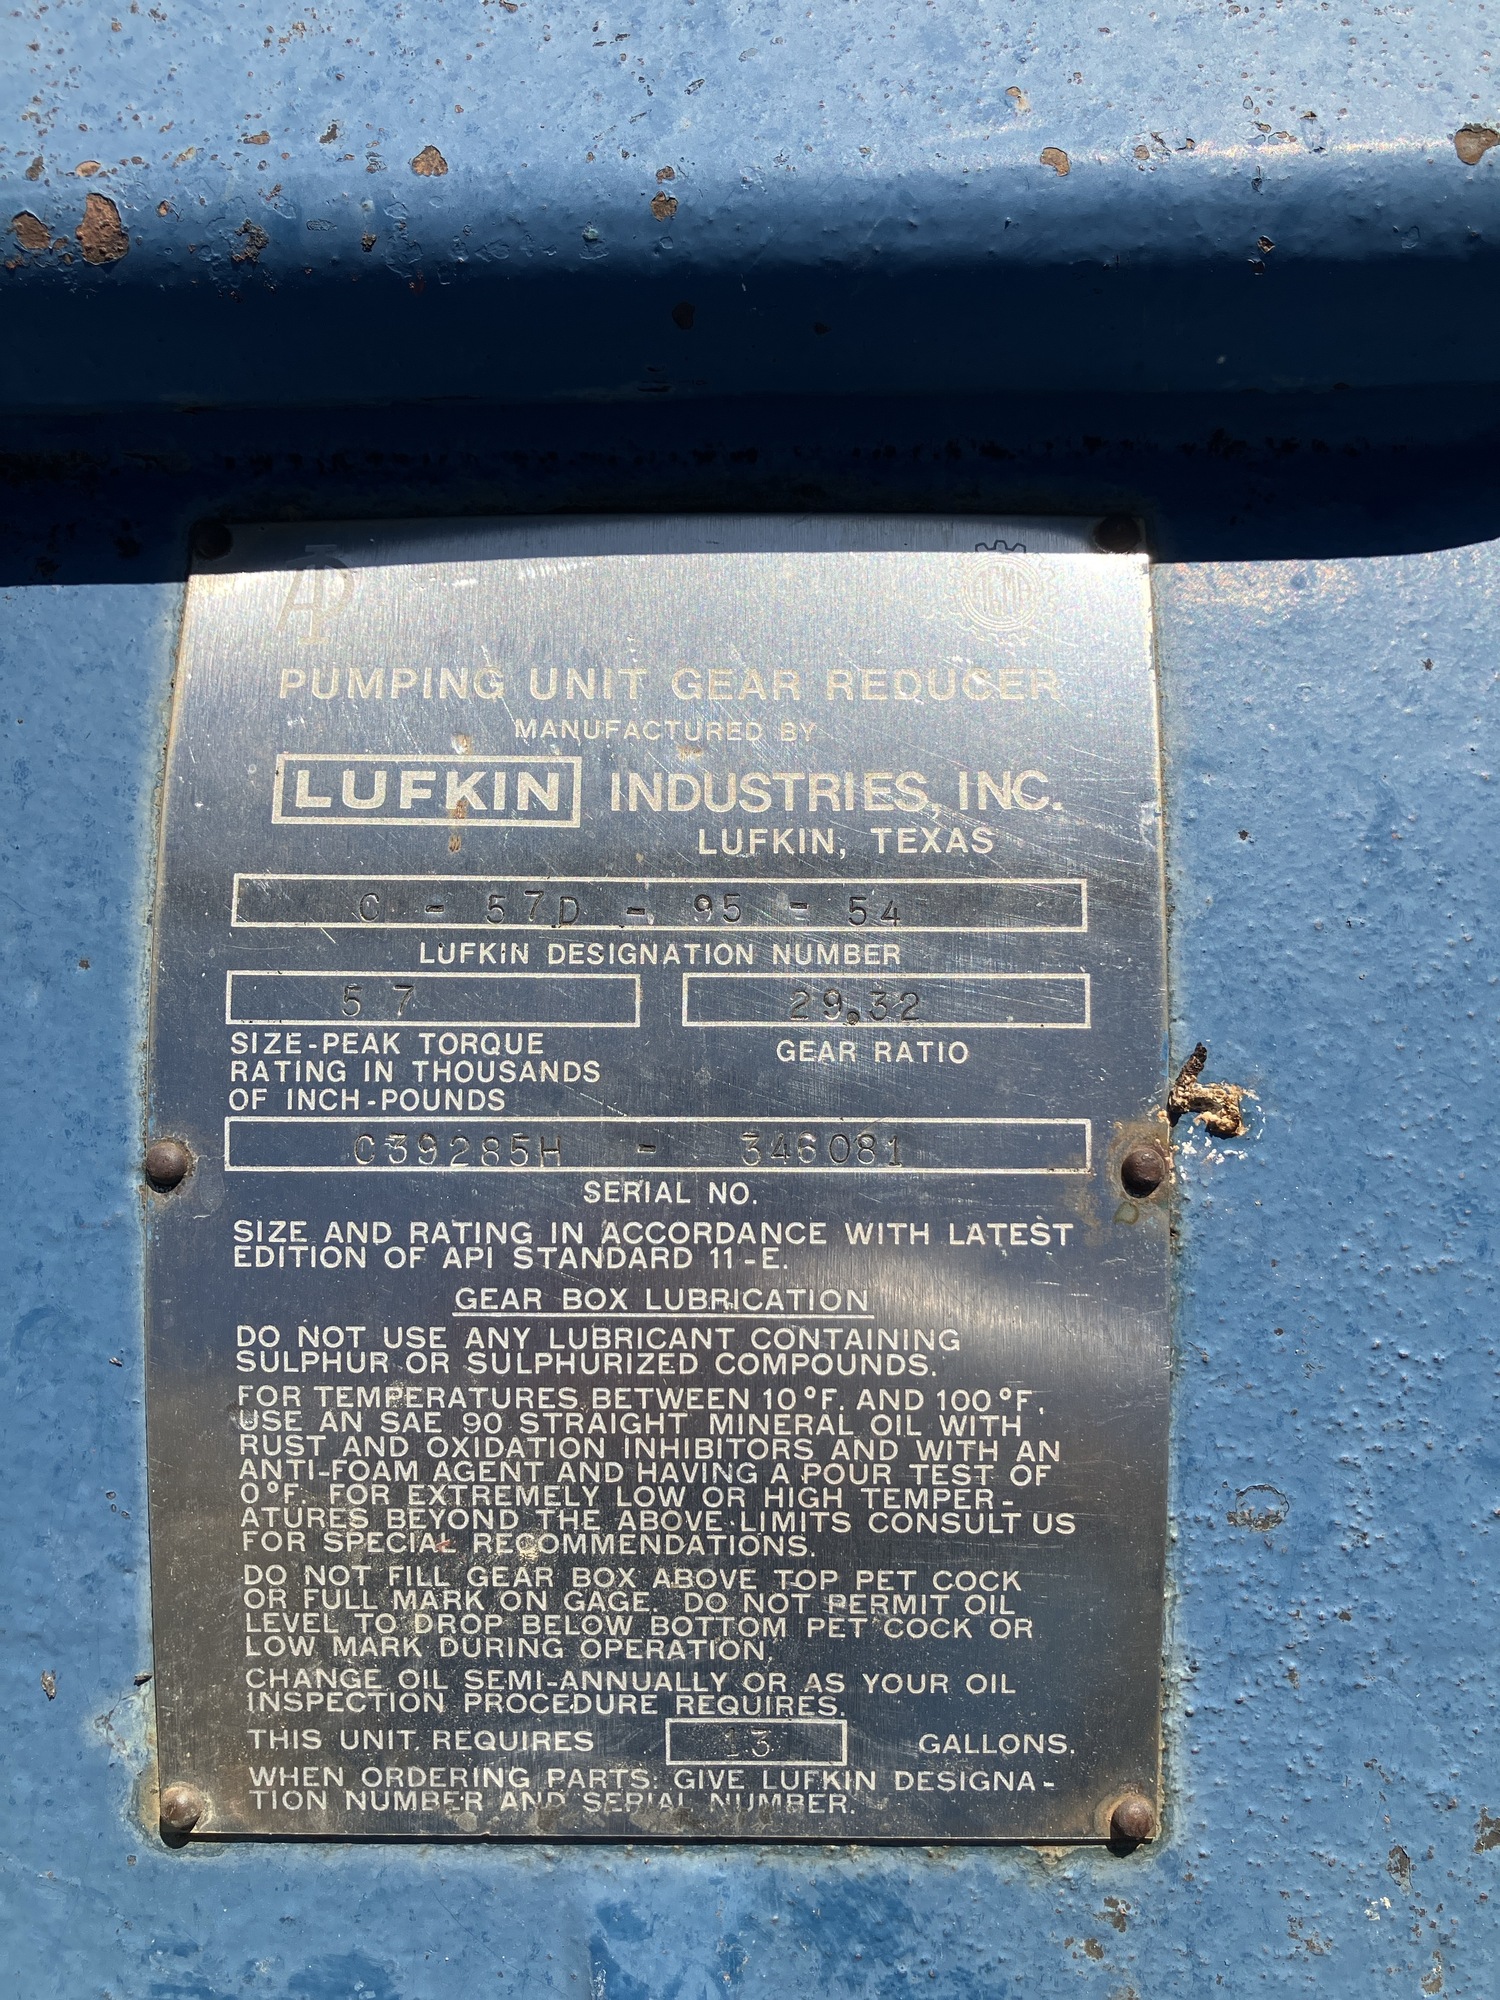 API
AGMA
PUMPING UNIT GEAR REDUCER
MANUFACTURED BY
LUFKIN INDUSTRIES, INC.
LUFKIN, TEXAS
C - 57D - 95 - 54
LUFKIN DESIGNATION NUMBER
57 29.32
SIZE-PEAK TORQUE
RATING IN THOUSANDS
OF INCH-POUNDS
GEAR RATIO
C39285H - 346081
SERIAL NO.
SIZE AND RATING IN ACCORDANCE WITH LATEST
EDITION OF API STANDARD 11-E.
GEAR BOX LUBRICATION
DO NOT USE ANY LUBRICANT CONTAINING
SULPHUR OR SULPHURIZED COMPOUNDS.
FOR TEMPERATURES BETWEEN 10°F. AND 100°F.
USE AN SAE 90 STRAIGHT MINERAL OIL WITH
RUST AND OXIDATION INHIBITORS AND WITH AN
ANTI-FOAM AGENT AND HAVING A POUR TEST OF
0°F. FOR EXTREMELY LOW OR HIGH TEMPER-
ATURES BEYOND THE ABOVE LIMITS CONSULT US
FOR SPECIAL RECOMMENDATIONS.
DO NOT FILL GEAR BOX ABOVE TOP PET COCK
OR FULL MARK ON GAGE. DO NOT PERMIT OIL
LEVEL TO DROP BELOW BOTTOM PET COCK OR
LOW MARK DURING OPERATION.
CHANGE OIL SEMI-ANNUALLY OR AS YOUR OIL
INSPECTION PROCEDURE REQUIRES.
THIS UNIT REQUIRES 13 GALLONS.
WHEN ORDERING PARTS: GIVE LUFKIN DESIGNA-
TION NUMBER AND SERIAL NUMBER.